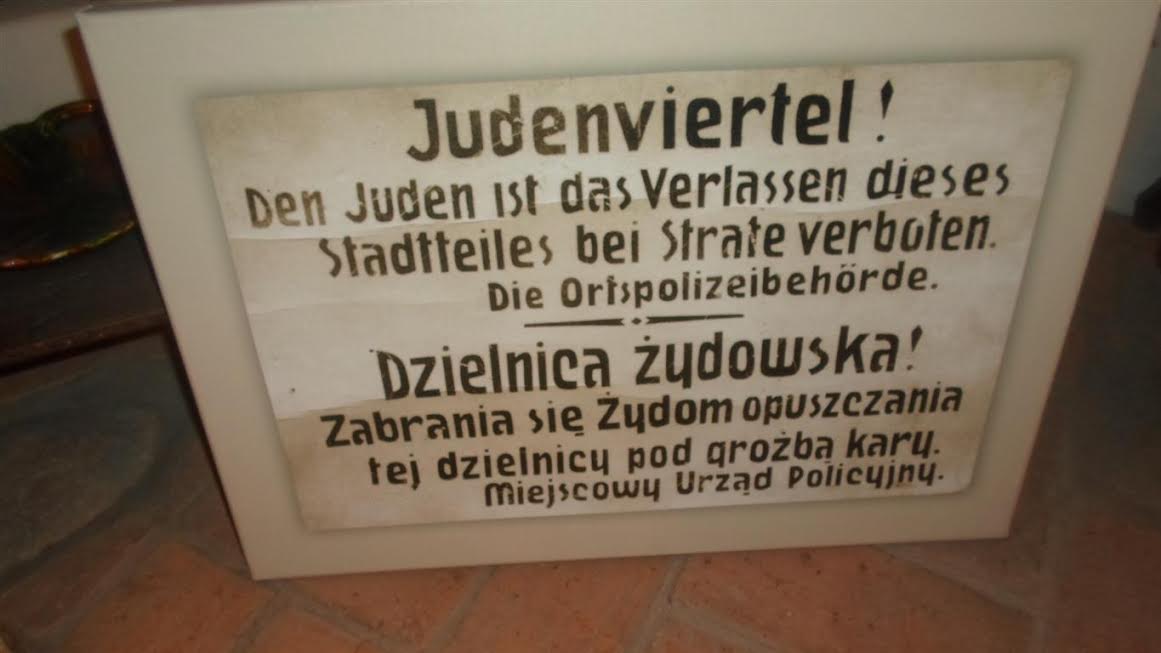 Judenviertel!
Den Juden ist das Verlassen dieses
Stadtteiles bei Strafe verboten.
Die Ortspolizeibehörde.
Dzielnica żydowska!
Zabrania się Żydom opuszczania
tej dzielnicy pod groźbą kary.
Miejscowy Urząd Policyjny.